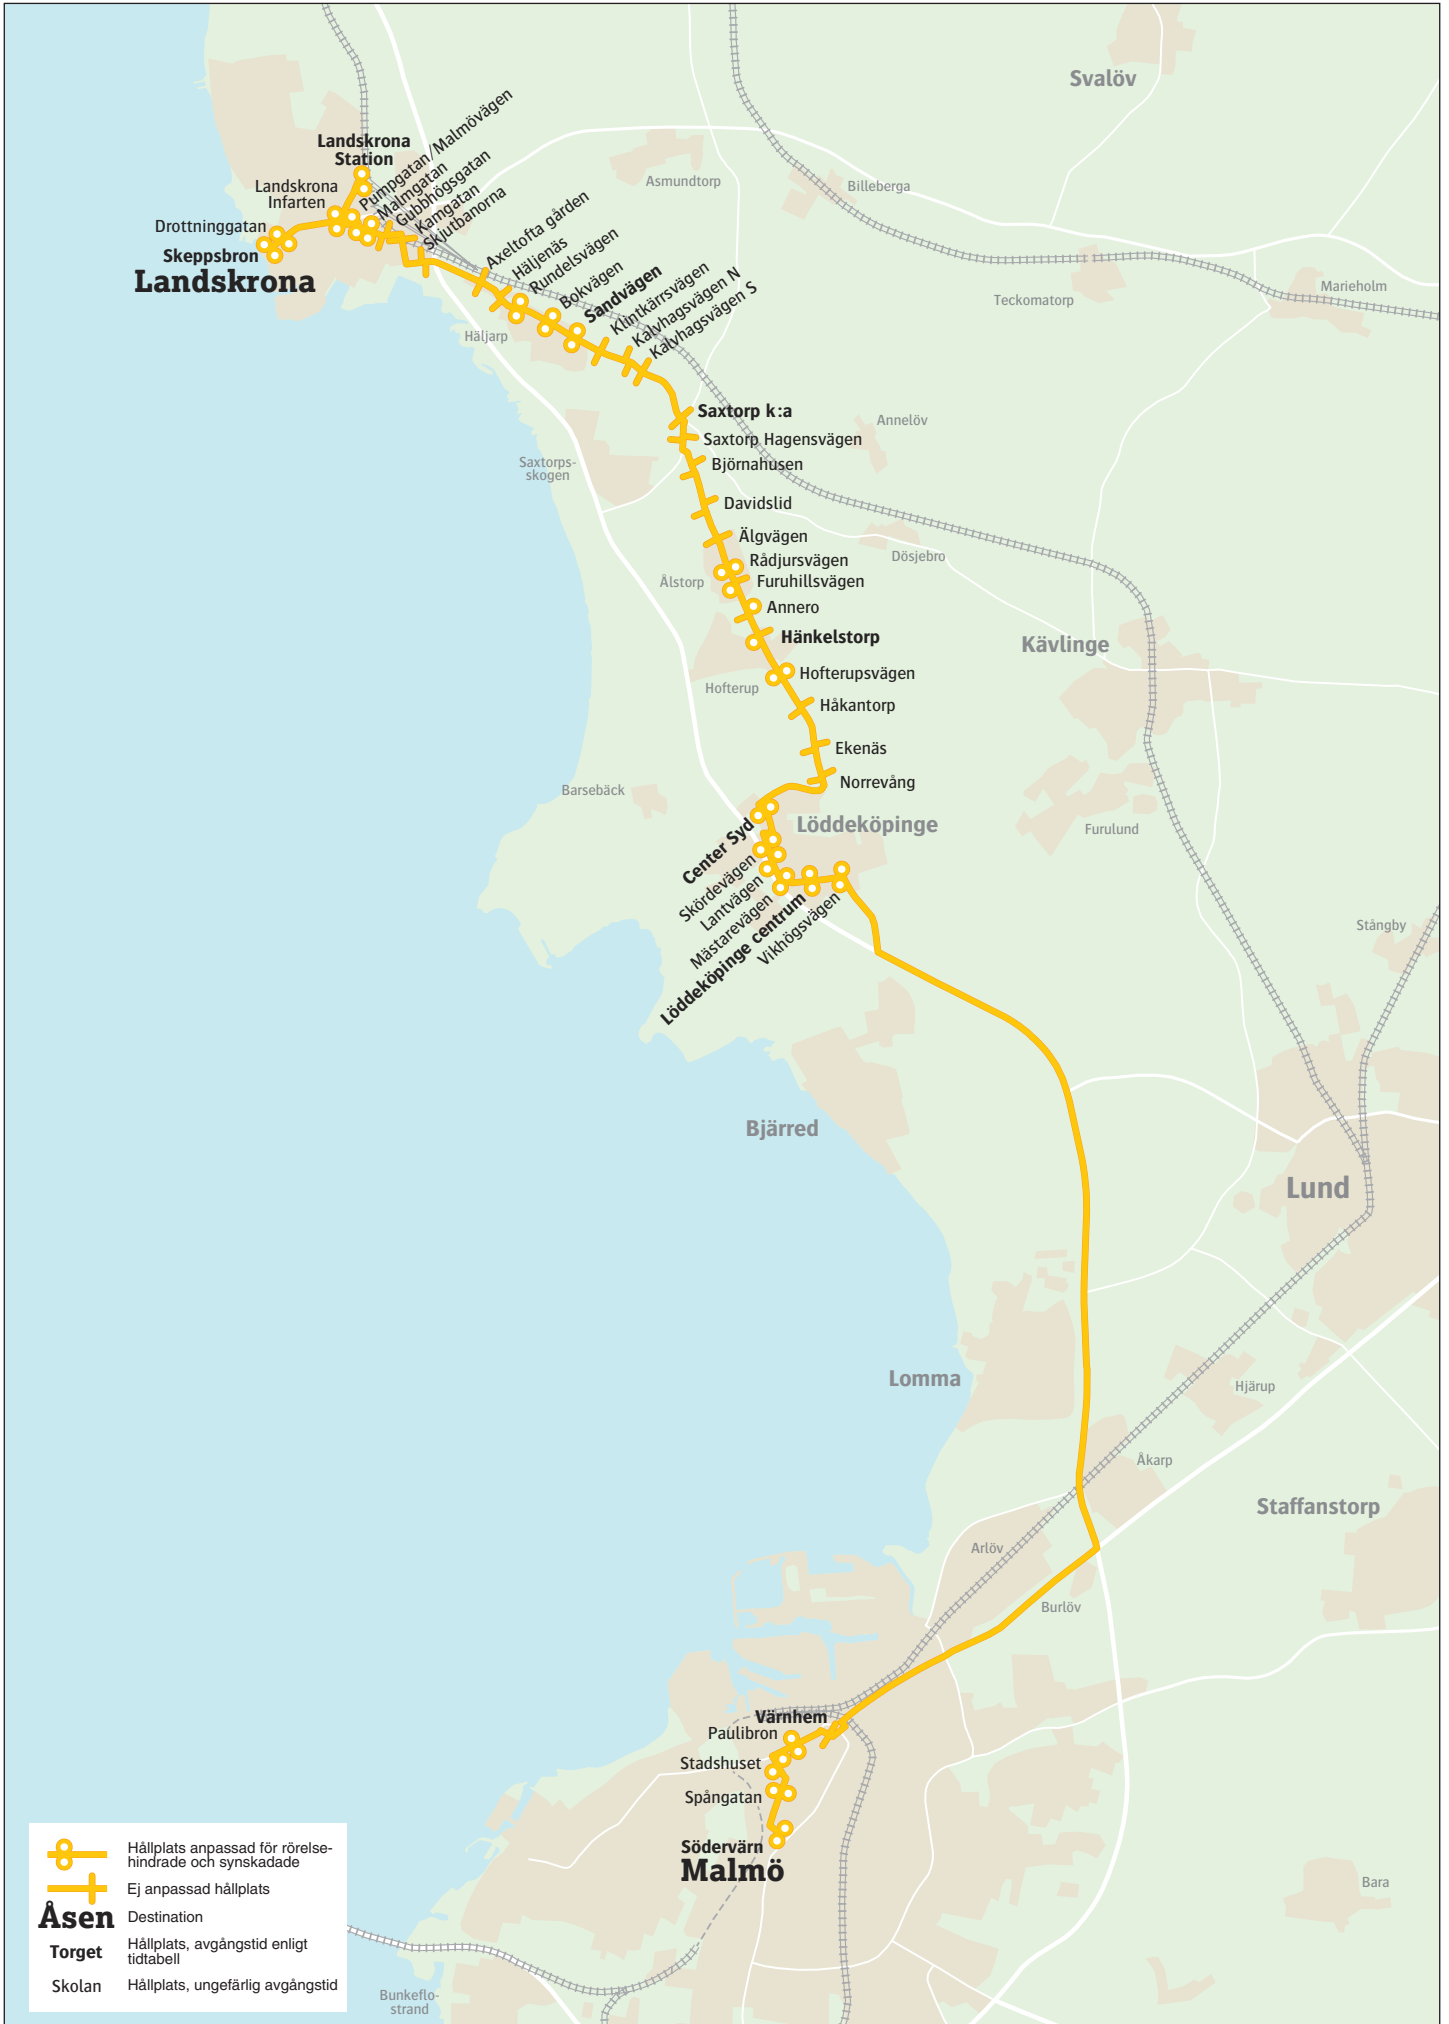 Svalöv
Landskrona
Station
Pumpgatan/Malmövägen
Malmgatan
Gubbhögsgatan
Kamgatan
Skjutbanorna
Landskrona
Infarten
Drottninggatan
Skeppsbron
Landskrona
Asmundtorp
Billeberga
Axeltofta gården
Häljenäs
Rundelsvägen
Bokvägen
Sandvägen
Klintkärrsvägen
Kalvhagsvägen N
Kalvhagsvägen S
Teckomatorp
Marieholm
Häljarp
Saxtorp k:a
Annelöv
Saxtorp Hagensvägen
Saxtorps-
skogen
Björnahusen
Davidslid
Älgvägen
Dösjebro
Rådjursvägen
Ålstorp
Furuhillsvägen
Annero
Hänkelstorp
Kävlinge
Hofterupsvägen
Hofterup
Håkantorp
Ekenäs
Norrevång
Barsebäck
Löddeköpinge
Furulund
Center Syd
Skördevägen
Lantvägen
Mästarevägen
Löddeköpinge centrum
Vikhögsvägen
Stångby
Bjärred
Lund
Lomma
Hjärup
Åkarp
Staffanstorp
Arlöv
Burlöv
Värnhem
Paulibron
Stadshuset
Spångatan
Södervärn
Malmö
Bara
Hållplats anpassad för rörelse-
hindrade och synskadade
Ej anpassad hållplats
Åsen Destination
Torget Hållplats, avgångstid enligt
tidtabell
Skolan Hållplats, ungefärlig avgångstid
Bunkeflo-
strand